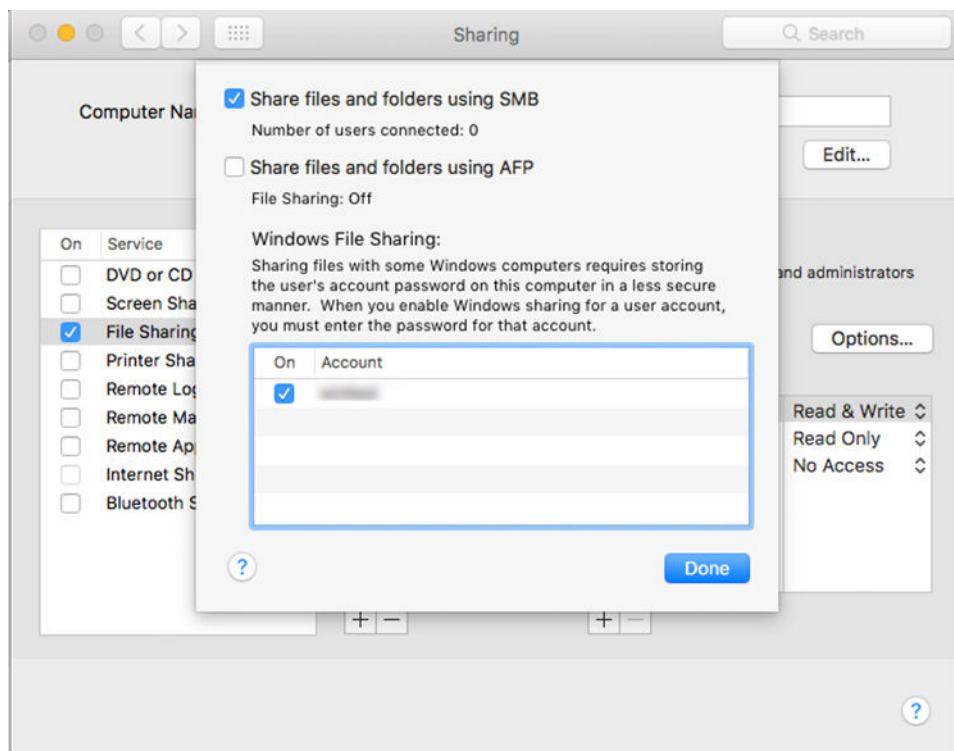 Sharing
Search
Computer Na
Edit...
Share files and folders using SMB
Number of users connected: 0
Share files and folders using AFP
File Sharing: Off
Windows File Sharing:
Sharing files with some Windows computers requires storing
the user's account password on this computer in a less secure
manner. When you enable Windows sharing for a user account,
you must enter the password for that account.
On Account
On Service
DVD or CD
Screen Sha
File Sharing
Printer Sha
Remote Log
Remote Ma
Remote Ap
Internet Sh
Bluetooth S
and administrators
Options...
Read & Write
Read Only
No Access
? Done
+ − + −
?